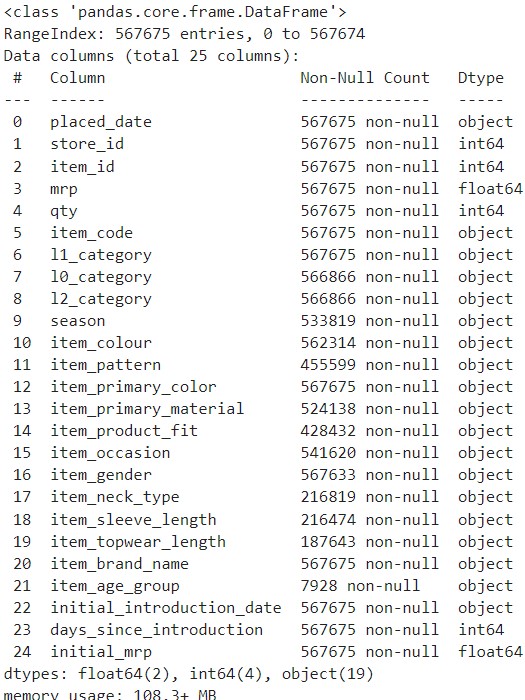 <class 'pandas.core.frame.DataFrame'>
RangeIndex: 567675 entries, 0 to 567674
Data columns (total 25 columns):
 #   Column                     Non-Null Count   Dtype
---  ------                     --------------   -----
 0   placed_date                567675 non-null  object
 1   store_id                   567675 non-null  int64
 2   item_id                    567675 non-null  int64
 3   mrp                        567675 non-null  float64
 4   qty                        567675 non-null  int64
 5   item_code                  567675 non-null  object
 6   l1_category                567675 non-null  object
 7   l0_category                566866 non-null  object
 8   l2_category                566866 non-null  object
 9   season                     533819 non-null  object
 10  item_colour                562314 non-null  object
 11  item_pattern               455599 non-null  object
 12  item_primary_color         567675 non-null  object
 13  item_primary_material      524138 non-null  object
 14  item_product_fit           428432 non-null  object
 15  item_occasion              541620 non-null  object
 16  item_gender                567633 non-null  object
 17  item_neck_type             216819 non-null  object
 18  item_sleeve_length         216474 non-null  object
 19  item_topwear_length        187643 non-null  object
 20  item_brand_name            567675 non-null  object
 21  item_age_group             7928 non-null    object
 22  initial_introduction_date  567675 non-null  object
 23  days_since_introduction    567675 non-null  int64
 24  initial_mrp                567675 non-null  float64
dtypes: float64(2), int64(4), object(19)
memory usage: 108.3+ MB